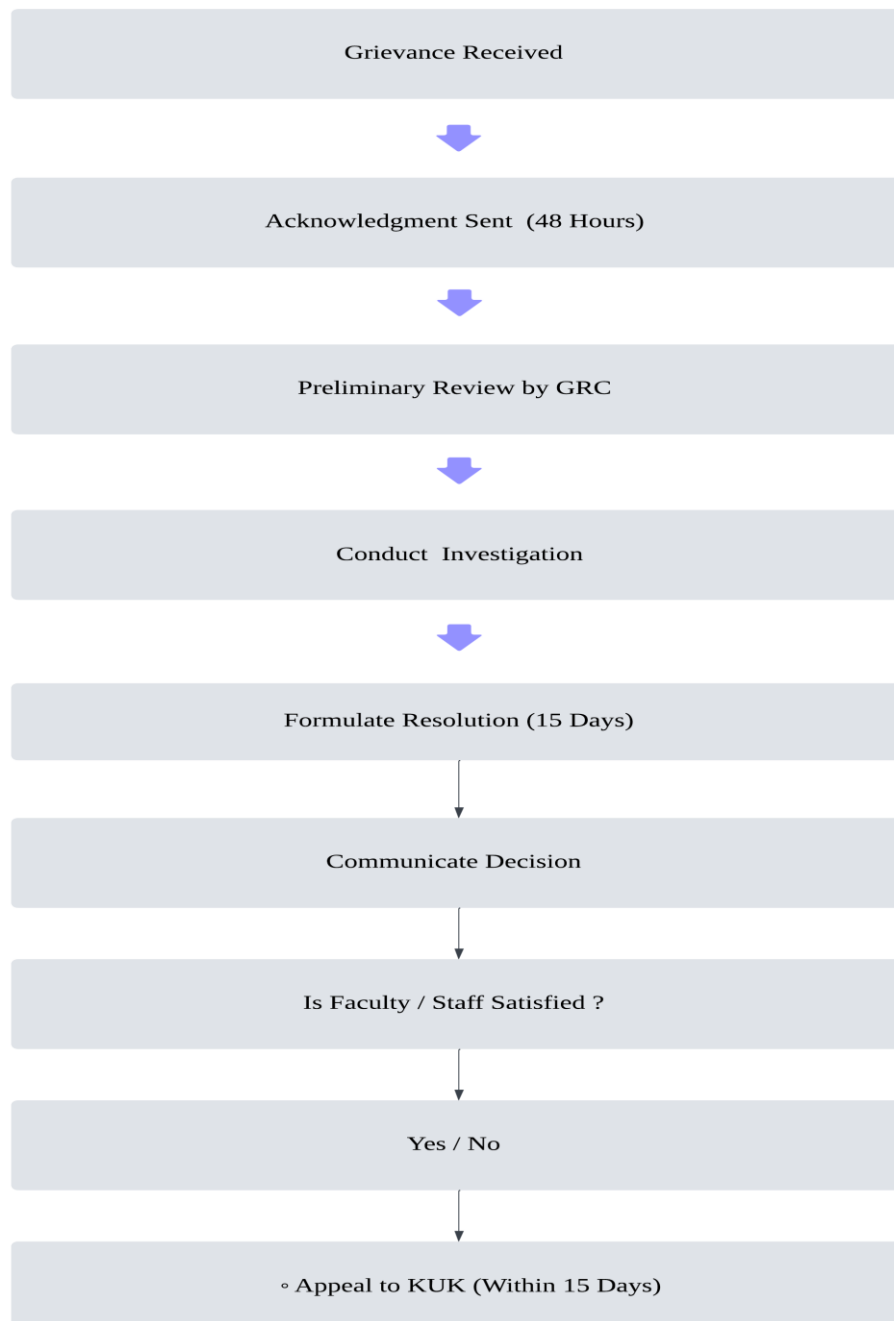 Grievance Received
Acknowledgment Sent  (48 Hours)
Preliminary Review by GRC
Conduct  Investigation
Formulate Resolution (15 Days)
Communicate Decision
Is Faculty / Staff Satisfied ?
Yes / No
∘ Appeal to KUK (Within 15 Days)